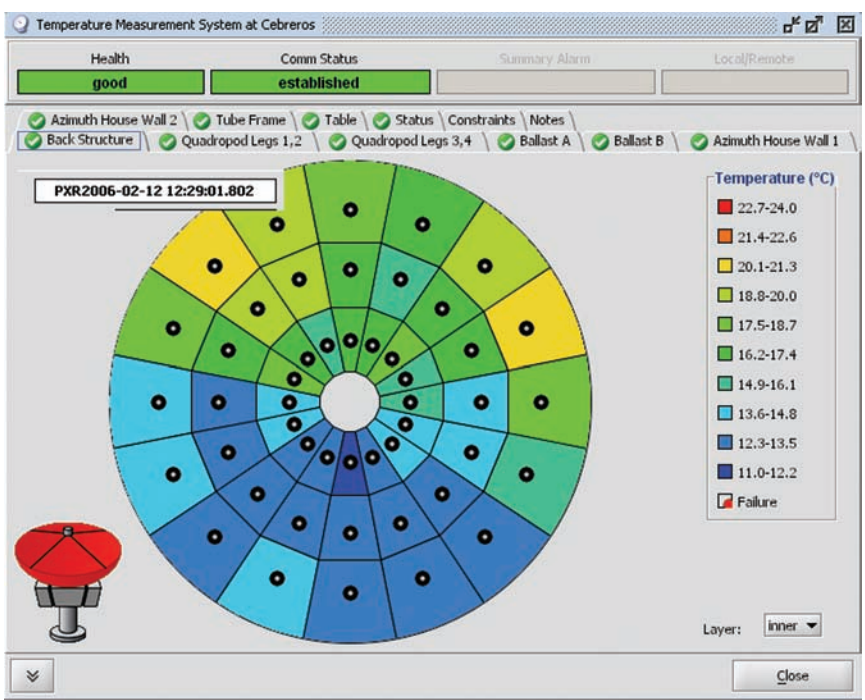 Temperature Measurement System at Cebreros
Health Comm Status Summary Alarm Local/Remote
good established
Azimuth House Wall 2 Tube Frame Table Status Constraints Notes
Back Structure Quadropod Legs 1,2 Quadropod Legs 3,4 Ballast A Ballast B Azimuth House Wall 1
PXR2006-02-12 12:29:01.802
Temperature (°C)
22.7-24.0
21.4-22.6
20.1-21.3
18.8-20.0
17.5-18.7
16.2-17.4
14.9-16.1
13.6-14.8
12.3-13.5
11.0-12.2
Failure
Layer: inner
Close